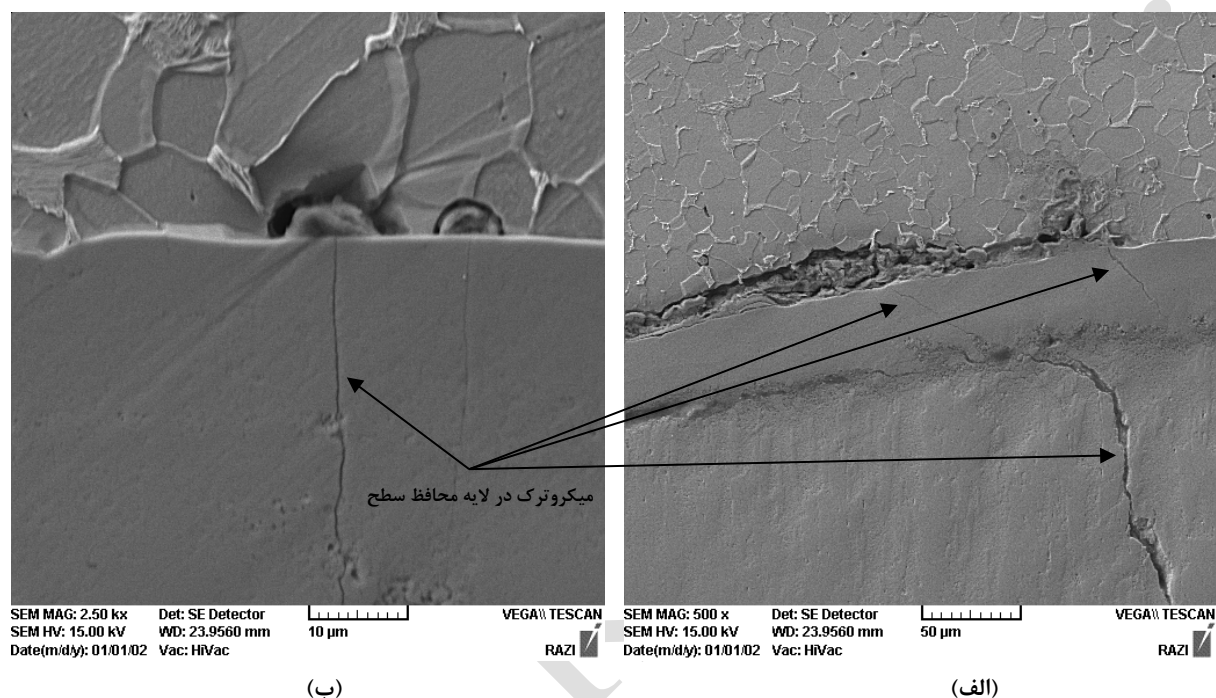 میکروترک در لایه محافظ سطح
SEM MAG: 2.50 kx Det: SE Detector VEGA\\ TESCAN
SEM HV: 15.00 kV WD: 23.9560 mm 10 µm
Date(m/d/y): 01/01/02 Vac: HiVac RAZI
(ب)
SEM MAG: 500 x Det: SE Detector VEGA\\ TESCAN
SEM HV: 15.00 kV WD: 23.9560 mm 50 µm
Date(m/d/y): 01/01/02 Vac: HiVac RAZI
(الف)